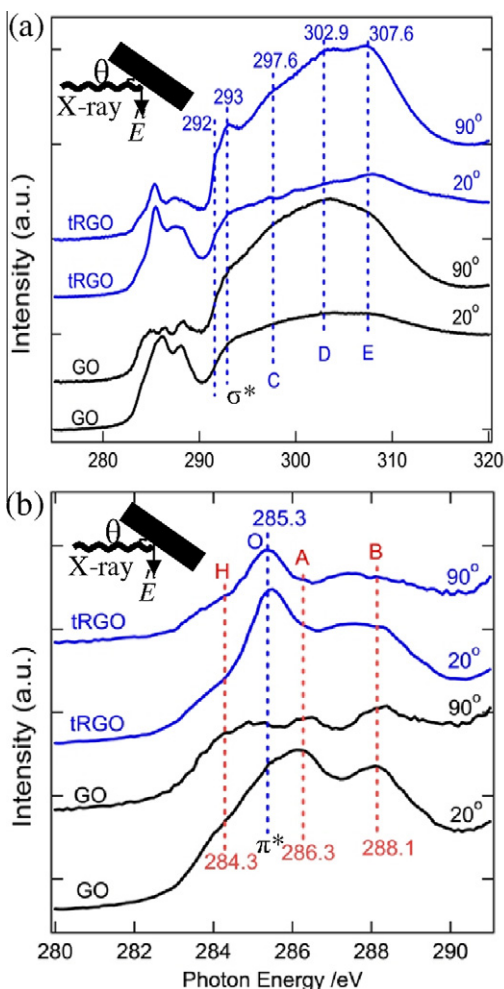 (a)
302.9 307.6
297.6
θ
X-ray
n
E
292 293
90°
20°
90°
20°
tRGO
tRGO
GO
GO
σ*
C D E
Intensity (a.u.)
280 290 300 310 320
(b)
θ
X-ray
n
E
285.3
H O A B
90°
20°
90°
20°
tRGO
tRGO
GO
GO
284.3 π* 286.3 288.1
Intensity (a.u.)
280 282 284 286 288 290
Photon Energy /eV